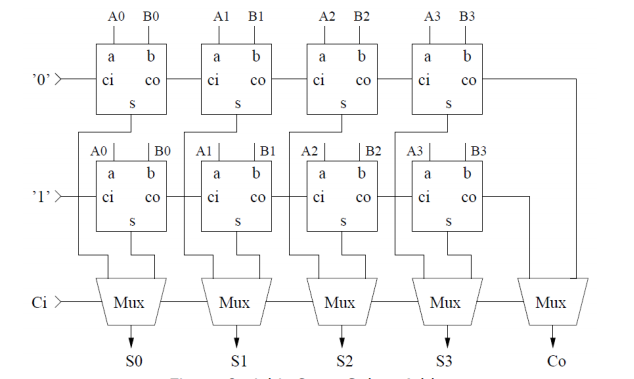 A0 B0 A1 B1 A2 B2 A3 B3
a b a b a b a b
'0' ci co ci co ci co ci co
s s s s
A0 B0 A1 B1 A2 B2 A3 B3
a b a b a b a b
'1' ci co ci co ci co ci co
s s s s
Ci Mux Mux Mux Mux Mux
S0 S1 S2 S3 Co